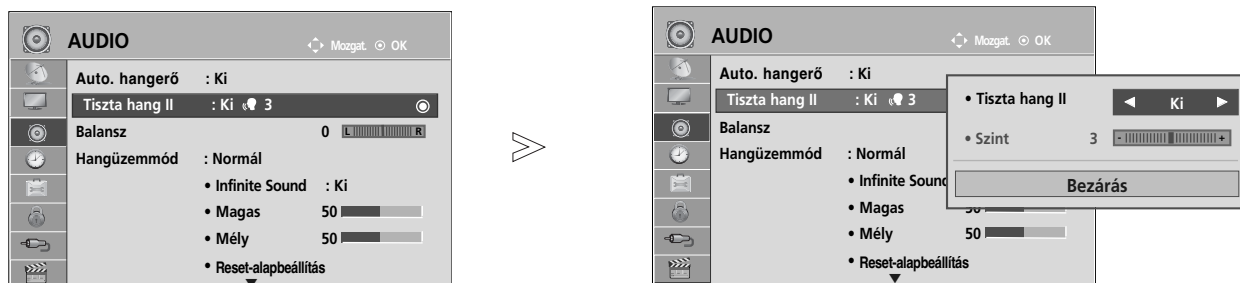 AUDIO
Mozgat. OK
Auto. hangerő : Ki
Tiszta hang II : Ki 3
Balansz 0 L R
Hangüzemmód : Normál
• Infinite Sound : Ki
• Magas 50
• Mély 50
• Reset-alapbeállítás
AUDIO
Mozgat. OK
Auto. hangerő : Ki
Tiszta hang II : Ki 3
Balansz
Hangüzemmód : Normál
• Infinite Sound
• Magas 50
• Mély 50
• Reset-alapbeállítás
• Tiszta hang II Ki
• Szint 3 - +
Bezárás